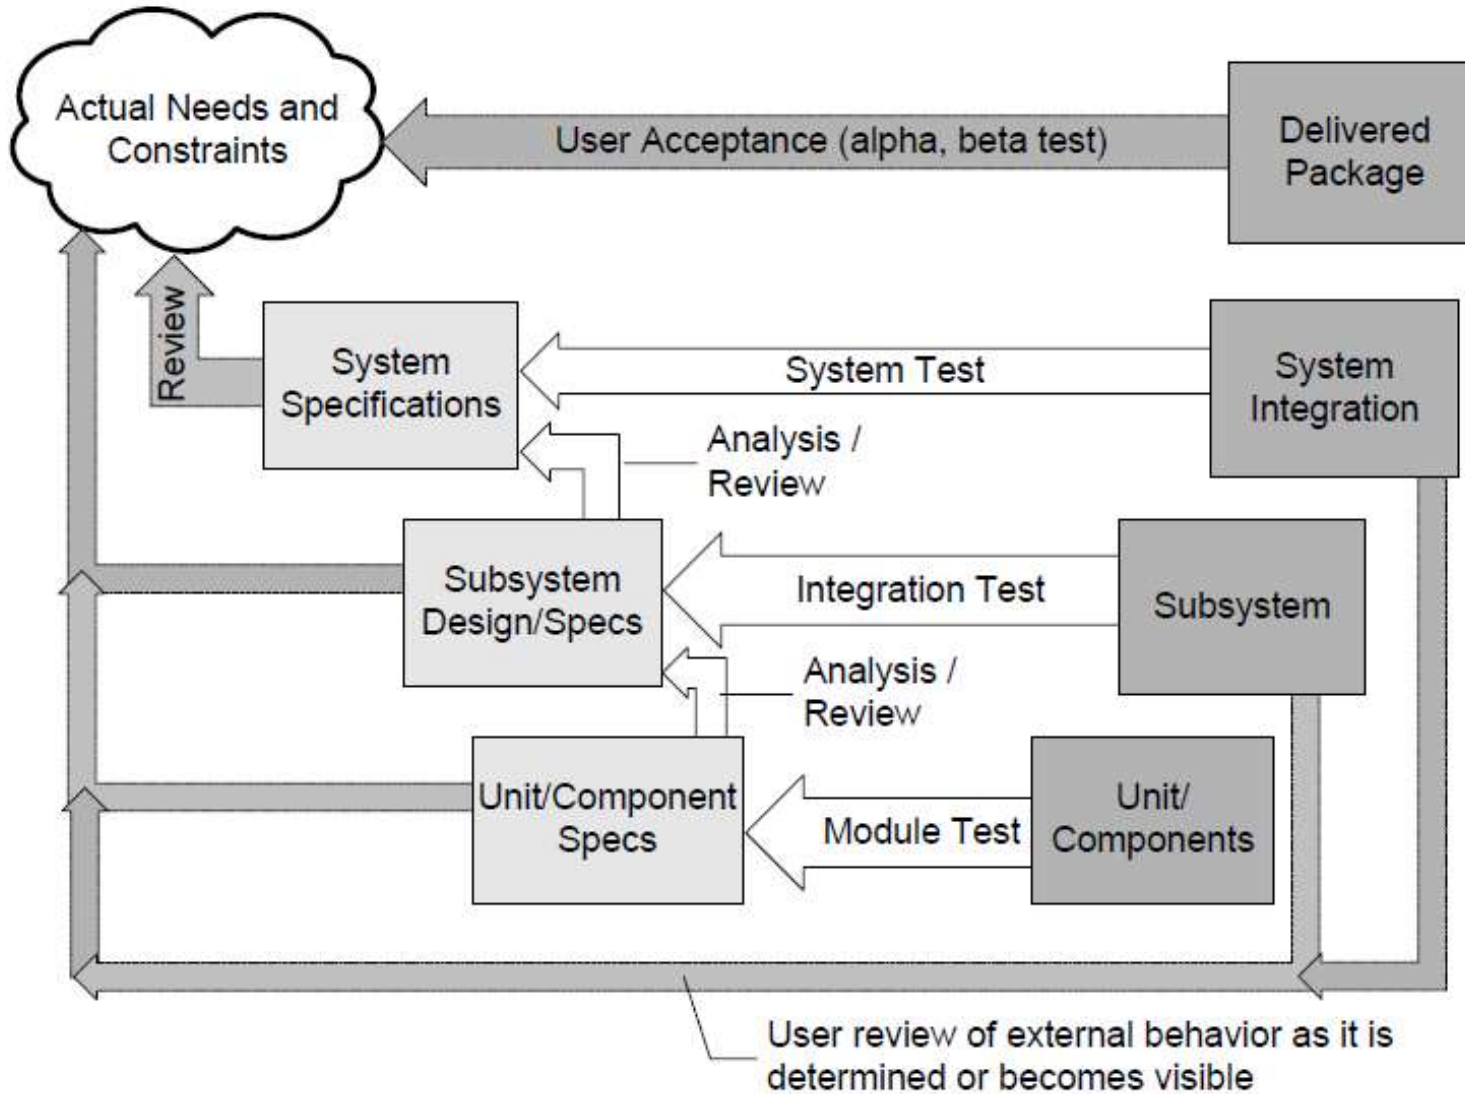 Actual Needs and
Constraints
User Acceptance (alpha, beta test)
Delivered
Package
Review
System
Specifications
System Test
System
Integration
Analysis /
Review
Subsystem
Design/Specs
Integration Test
Subsystem
Analysis /
Review
Unit/Component
Specs
Module Test
Unit/
Components
User review of external behavior as it is
determined or becomes visible